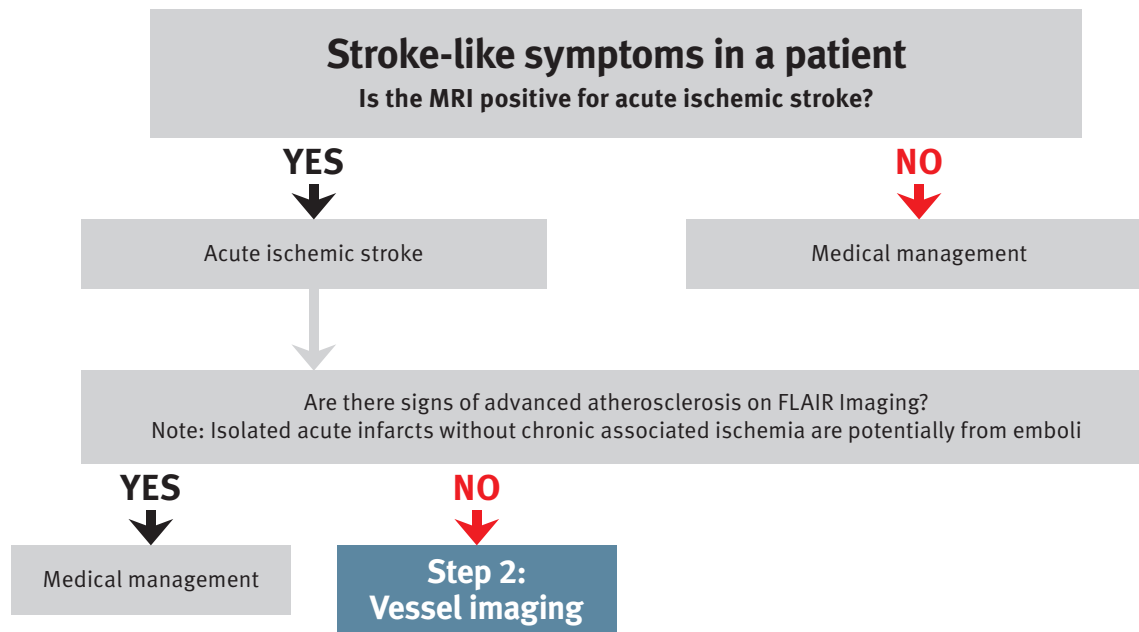 Stroke-like symptoms in a patient
Is the MRI positive for acute ischemic stroke?
YES
NO
Acute ischemic stroke
Medical management
Are there signs of advanced atherosclerosis on FLAIR Imaging?
Note: Isolated acute infarcts without chronic associated ischemia are potentially from emboli
YES
NO
Medical management
Step 2:
Vessel imaging